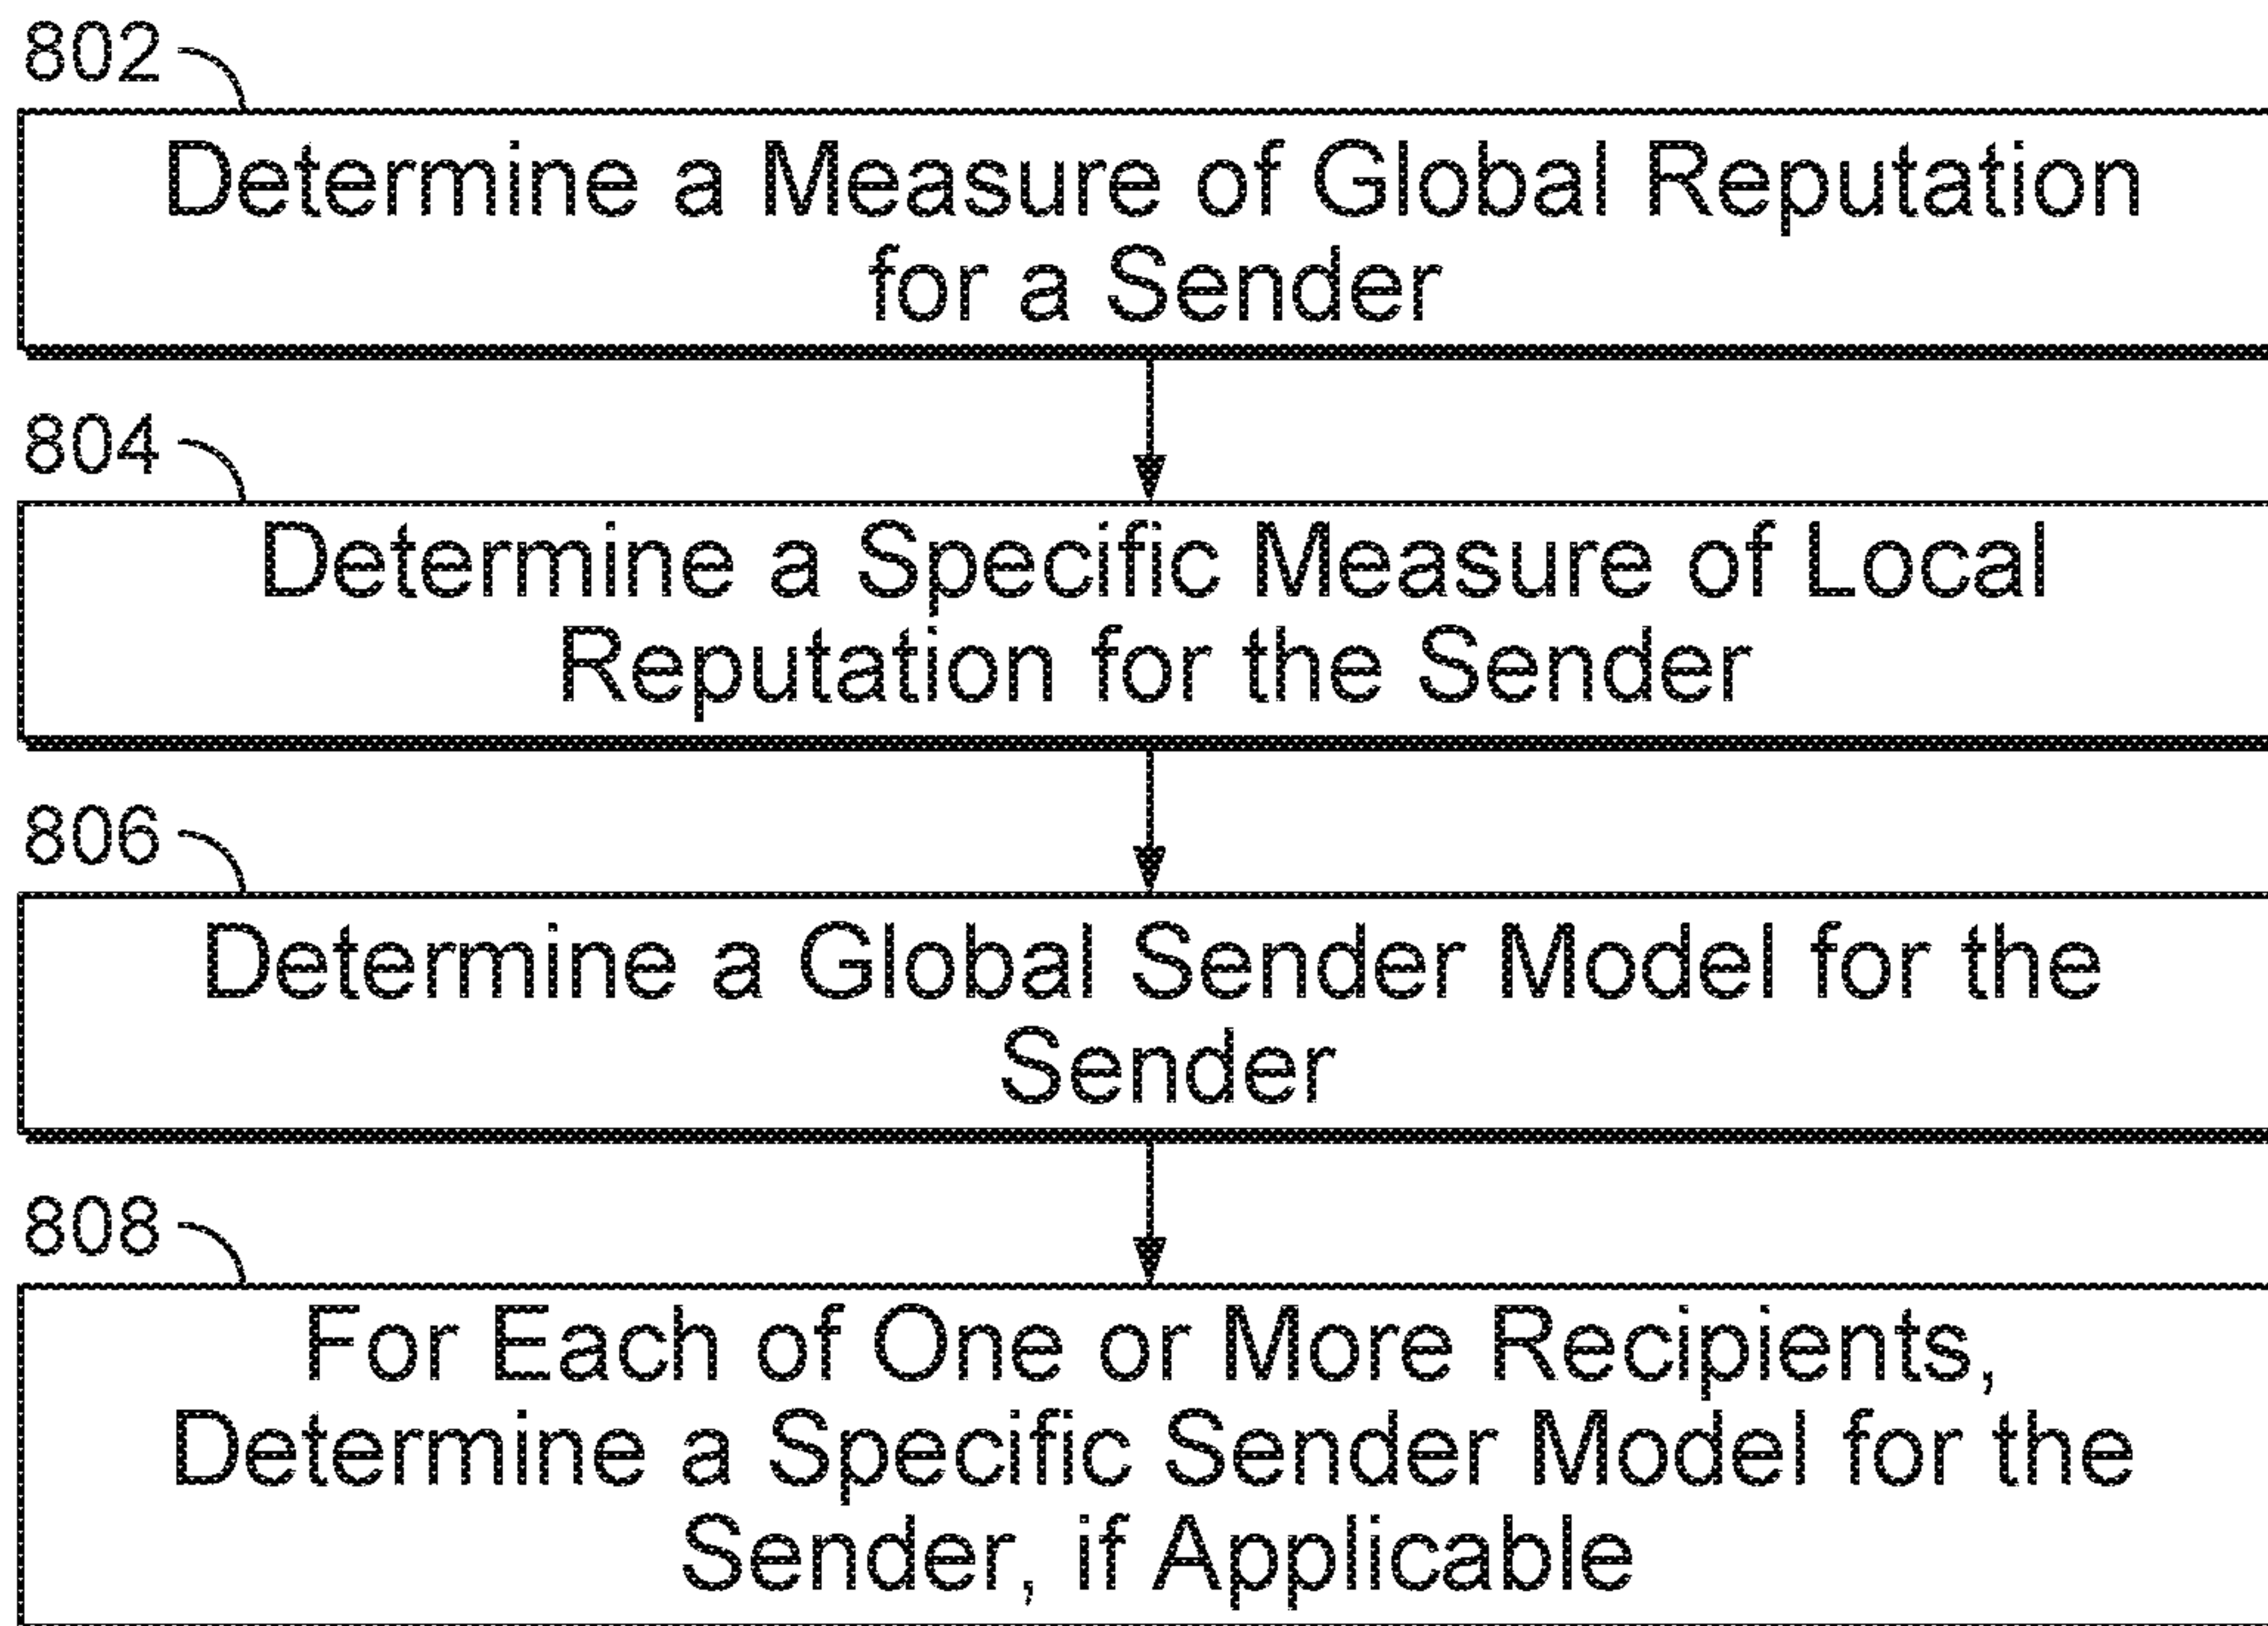 802
Determine a Measure of Global Reputation
for a Sender
804
Determine a Specific Measure of Local
Reputation for the Sender
806
Determine a Global Sender Model for the
Sender
808
For Each of One or More Recipients,
Determine a Specific Sender Model for the
Sender, if Applicable